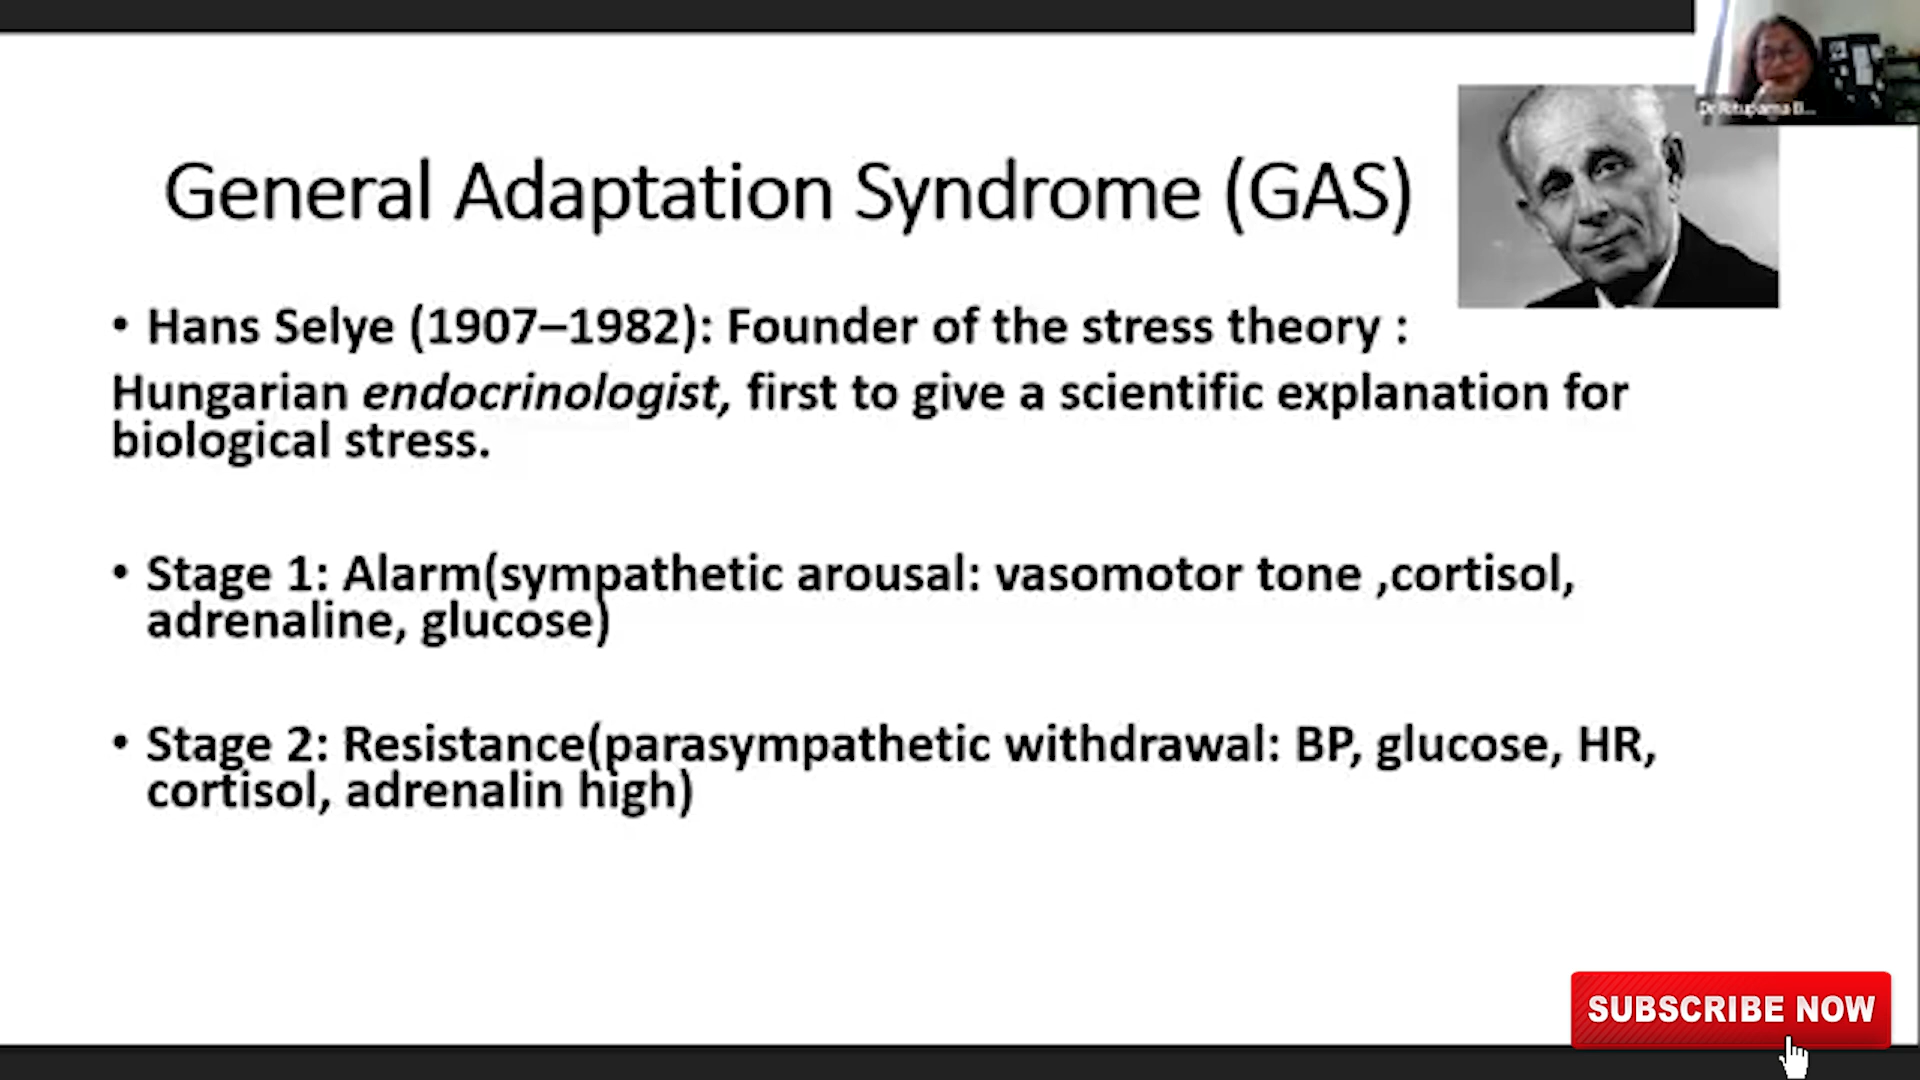 General Adaptation Syndrome (GAS)
• Hans Selye (1907–1982): Founder of the stress theory :
Hungarian endocrinologist, first to give a scientific explanation for
biological stress.
• Stage 1: Alarm(sympathetic arousal: vasomotor tone ,cortisol,
adrenaline, glucose)
• Stage 2: Resistance(parasympathetic withdrawal: BP, glucose, HR,
cortisol, adrenalin high)
SUBSCRIBE NOW